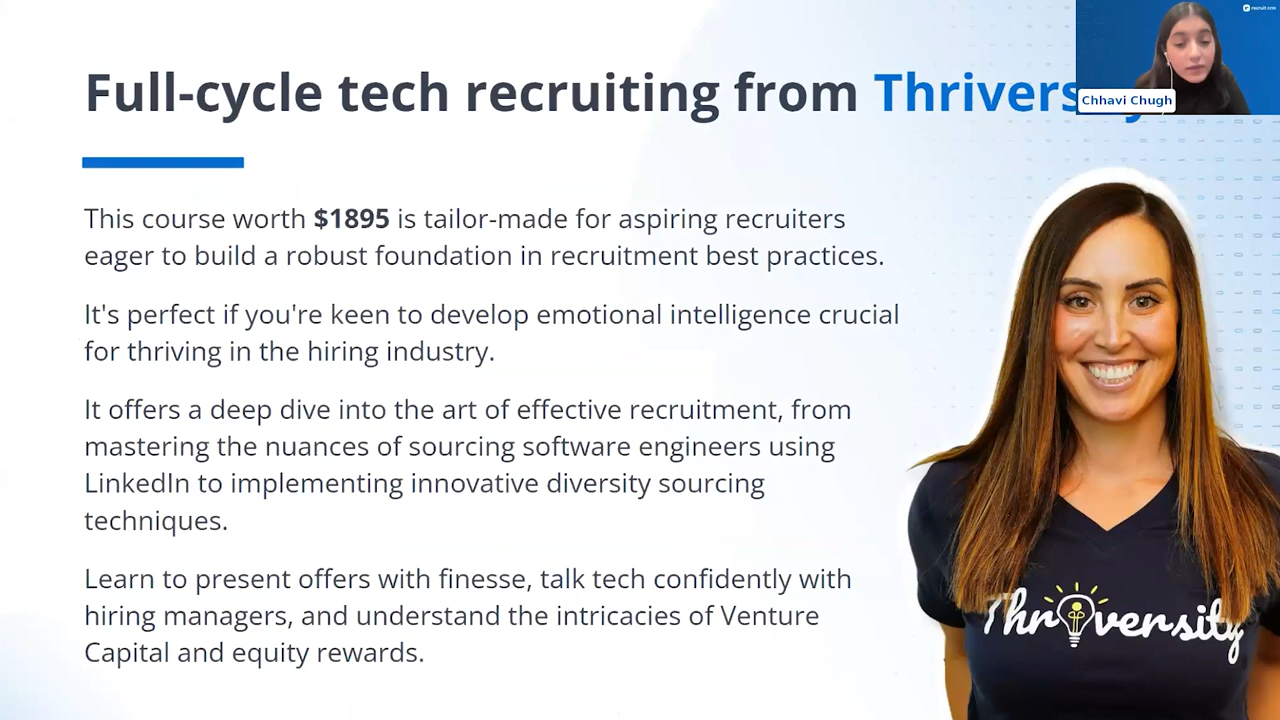 recruit crm
Full-cycle tech recruiting from Thrivers y
Chhavi Chugh
This course worth $1895 is tailor-made for aspiring recruiters
eager to build a robust foundation in recruitment best practices.
It's perfect if you're keen to develop emotional intelligence crucial
for thriving in the hiring industry.
It offers a deep dive into the art of effective recruitment, from
mastering the nuances of sourcing software engineers using
LinkedIn to implementing innovative diversity sourcing
techniques.
Learn to present offers with finesse, talk tech confidently with
hiring managers, and understand the intricacies of Venture
Capital and equity rewards.
Thriversity